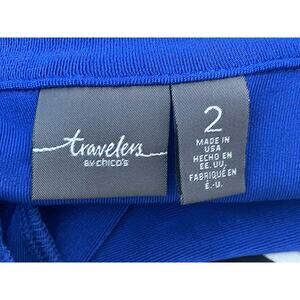 travelers
BY CHICO'S
2
MADE IN
USA
HECHO EN
EE. UU.
FABRIQUÉ EN
É.-U.